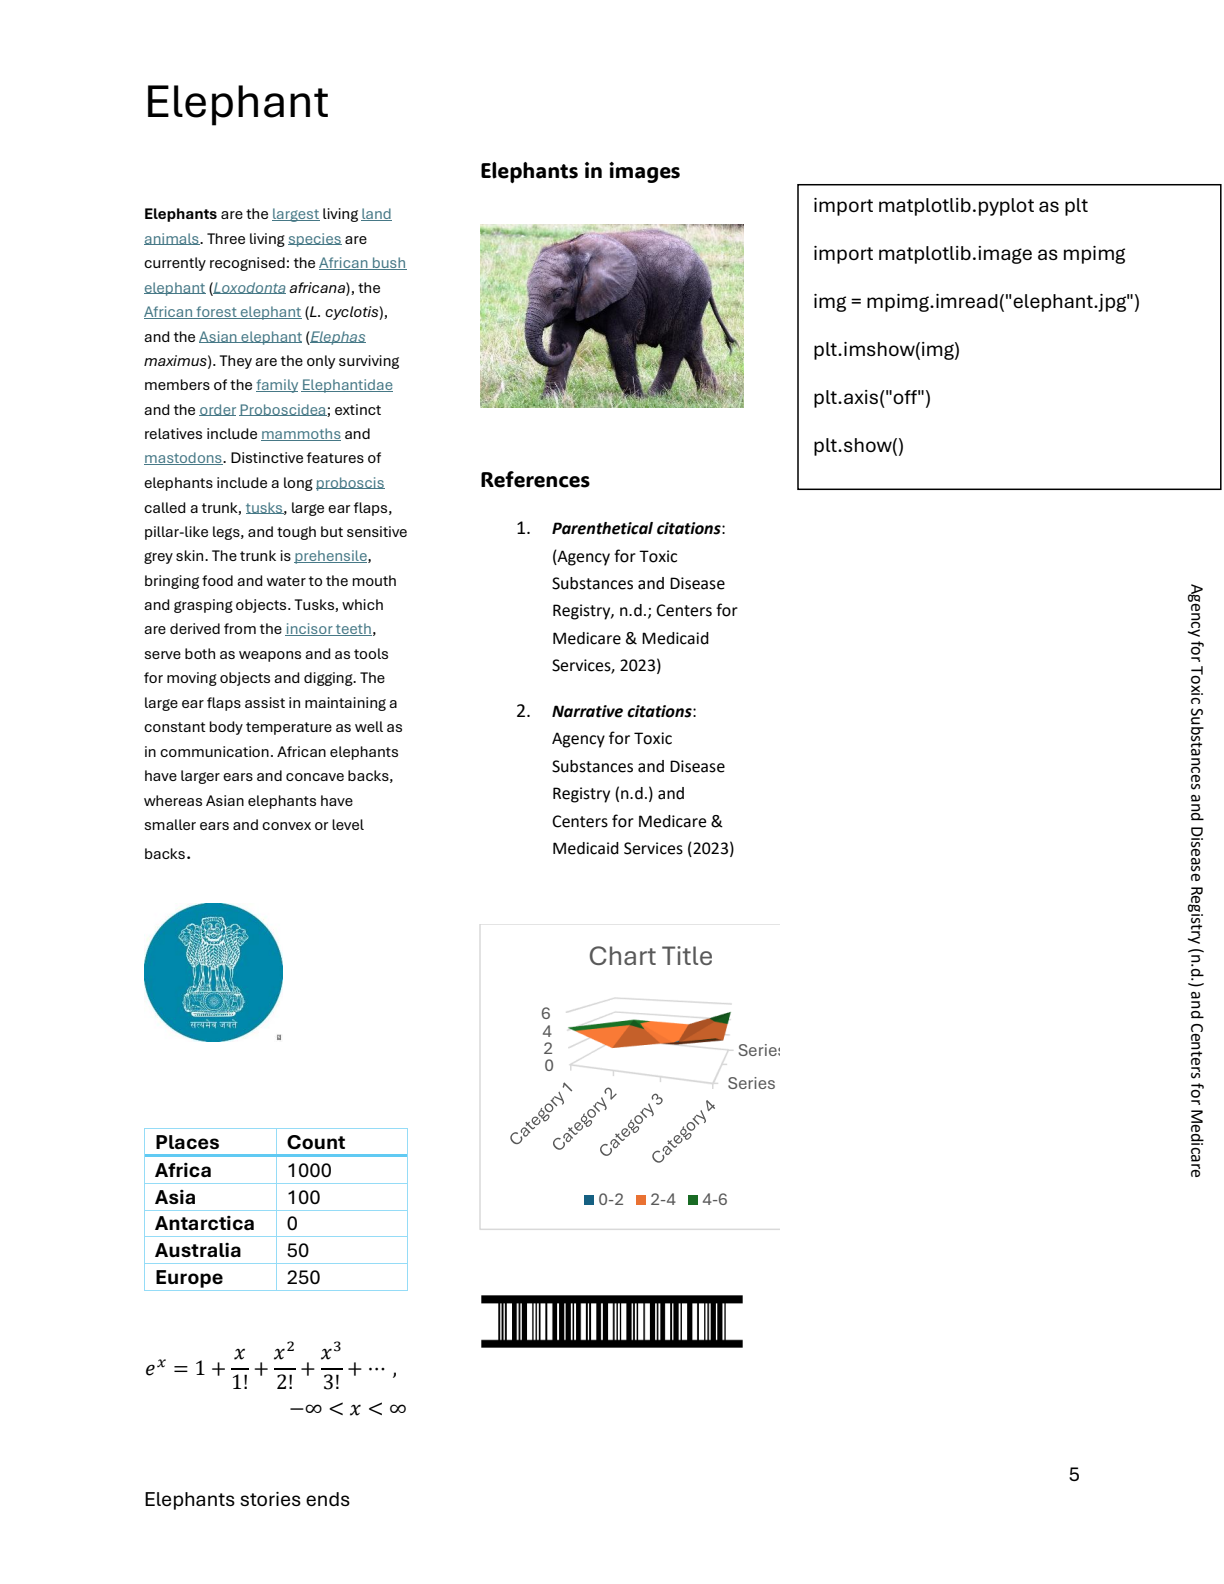 Elephant
Elephants are the largest living land
animals. Three living species are
currently recognised: the African bush
elephant (Loxodonta africana), the
African forest elephant (L. cyclotis),
and the Asian elephant (Elephas
maximus). They are the only surviving
members of the family Elephantidae
and the order Proboscidea; extinct
relatives include mammoths and
mastodons. Distinctive features of
elephants include a long proboscis
called a trunk, tusks, large ear flaps,
pillar-like legs, and tough but sensitive
grey skin. The trunk is prehensile,
bringing food and water to the mouth
and grasping objects. Tusks, which
are derived from the incisor teeth,
serve both as weapons and as tools
for moving objects and digging. The
large ear flaps assist in maintaining a
constant body temperature as well as
in communication. African elephants
have larger ears and concave backs,
whereas Asian elephants have
smaller ears and convex or level
backs.
सत्यमेव जयते
Places Count
Africa 1000
Asia 100
Antarctica 0
Australia 50
Europe 250
e^x = 1 + x/1! + x^2/2! + x^3/3! + ⋯ ,
−∞ < x < ∞
Elephants in images
References
1. Parenthetical citations:
(Agency for Toxic
Substances and Disease
Registry, n.d.; Centers for
Medicare & Medicaid
Services, 2023)
2. Narrative citations:
Agency for Toxic
Substances and Disease
Registry (n.d.) and
Centers for Medicare &
Medicaid Services (2023)
Chart Title
6
4
2
0
Series
Series
Category 1
Category 2
Category 3
Category 4
0-2 2-4 4-6
import matplotlib.pyplot as plt
import matplotlib.image as mpimg
img = mpimg.imread("elephant.jpg")
plt.imshow(img)
plt.axis("off")
plt.show()
Agency for Toxic Substances and Disease Registry (n.d.) and Centers for Medicare
5
Elephants stories ends